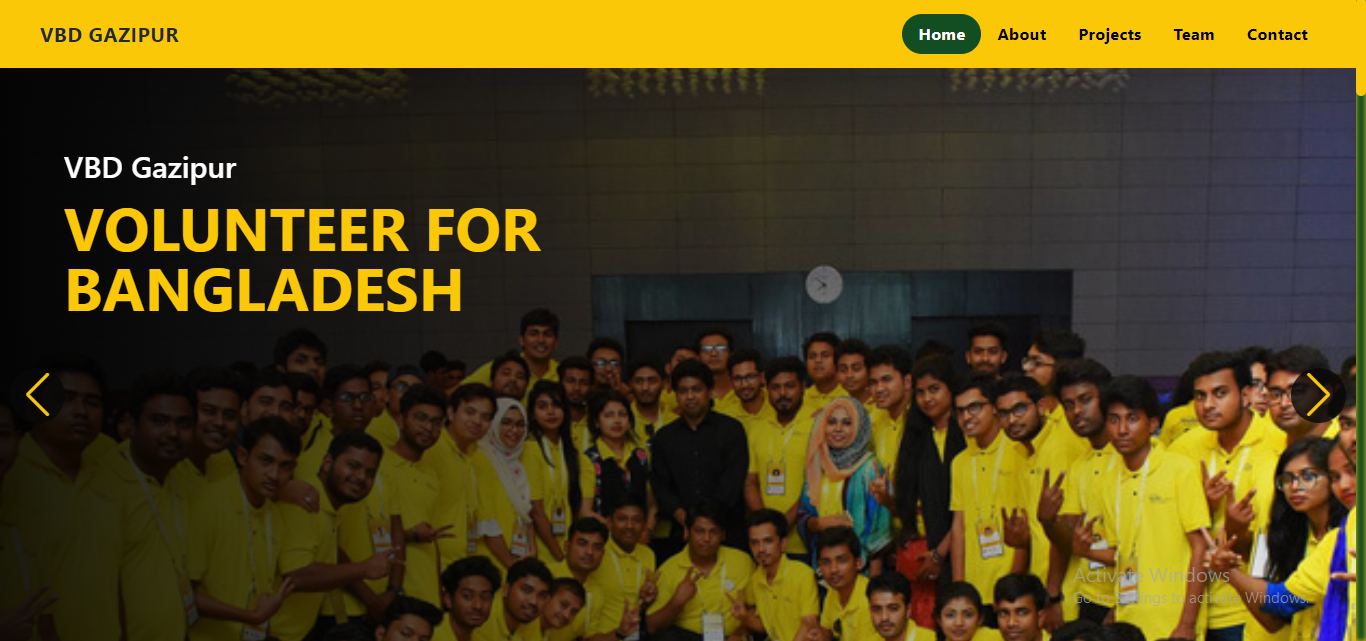 VBD GAZIPUR
Home About Projects Team Contact
VBD Gazipur
VOLUNTEER FOR
BANGLADESH
Activate Windows
Go to Settings to activate Windows.